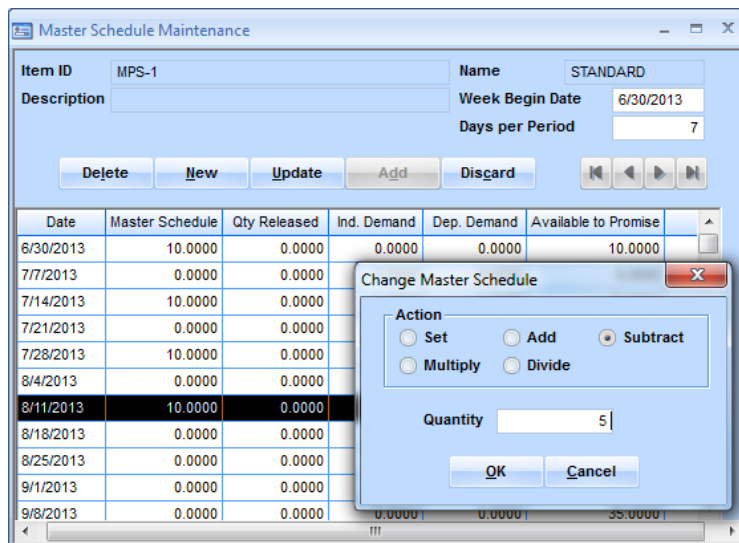 Master Schedule Maintenance
Item ID MPS-1 Name STANDARD
Description Week Begin Date 6/30/2013
Days per Period 7
Delete New Update Add Discard
Date Master Schedule Qty Released Ind. Demand Dep. Demand Available to Promise
6/30/2013 10.0000 0.0000 0.0000 0.0000 10.0000
7/7/2013 0.0000 0.0000
7/14/2013 10.0000 0.0000
7/21/2013 0.0000 0.0000
7/28/2013 10.0000 0.0000
8/4/2013 0.0000 0.0000
8/11/2013 10.0000 0.0000
8/18/2013 0.0000 0.0000
8/25/2013 0.0000 0.0000
9/1/2013 0.0000 0.0000
9/8/2013 0.0000 0.0000 0.0000 0.0000 35.0000
Change Master Schedule
Action
Set Add Subtract
Multiply Divide
Quantity 5
OK Cancel